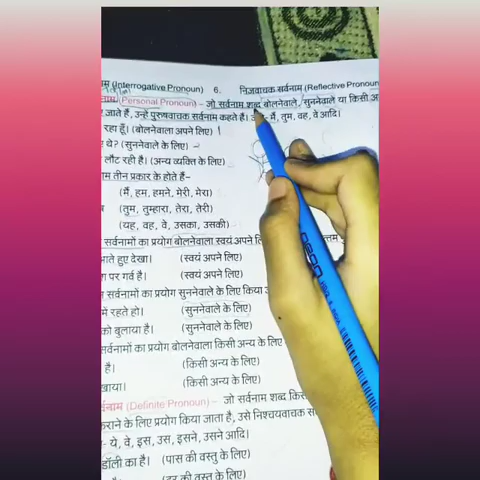 (Interrogative Pronoun) 6. निजवाचक सर्वनाम (Reflective Pronoun
(Personal Pronoun) – जो सर्वनाम शब्द बोलनेवाले, सुननेवाले या किसी
जाते हैं, उन्हें पुरुषवाचक सर्वनाम कहते हैं। मैं, तुम, वह, वे आदि।
रहा हूँ। (बोलनेवाला अपने लिए)
थे? (सुननेवाले के लिए)
लौट रही है। (अन्य व्यक्ति के लिए)
तीन प्रकार के होते हैं–
(मैं, हम, हमने, मेरी, मेरा)
(तुम, तुम्हारा, तेरा, तेरी)
(यह, वह, वे, उसका, उसकी)
सर्वनामों का प्रयोग बोलनेवाला स्वयं अपने
हुए देखा। (स्वयं अपने लिए)
पर गर्व है। (स्वयं अपने लिए)
सर्वनामों का प्रयोग सुननेवाले के लिए किया
रहते हो। (सुननेवाले के लिए)
को बुलाया है। (सुननेवाले के लिए)
सर्वनामों का प्रयोग बोलनेवाला किसी अन्य के
है। (किसी अन्य के लिए)
(किसी अन्य के लिए)
(Definite Pronoun) – जो सर्वनाम शब्द
कराने के लिए प्रयोग किया जाता है, उसे निश्चयवाचक
- ये, वे, इस, उस, इसने, उसने आदि।
डॉली का है। (पास की वस्तु के लिए)
(दूर की वस्तु के लिए)